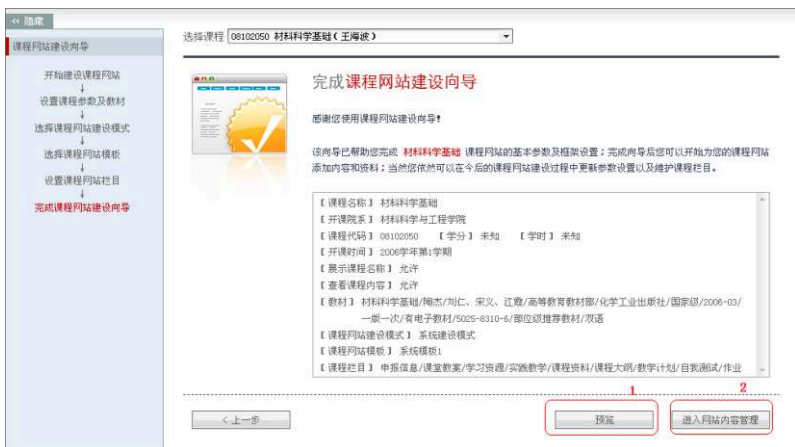 << 隐藏
课程网站建设向导
开始建设课程网站
↓
设置课程参数及教材
↓
选择课程网站建设模式
↓
选择课程网站模板
↓
设置课程网站栏目
↓
完成课程网站建设向导
选择课程 08102050 材料科学基础(王海波)
完成课程网站建设向导
感谢您使用课程网站建设向导!
该向导已帮助您完成 材料科学基础 课程网站的基本参数及框架设置;完成向导后您可以开始为您的课程网站
添加内容和资料;当然您依然可以在今后的课程网站建设过程中更新参数设置以及维护课程栏目。
【课程名称】 材料科学基础
【开课院系】 材料科学与工程学院
【课程代码】 08102050 【学分】 未知 【学时】 未知
【开课时间】 2006学年第1学期
【展示课程名称】 允许
【查看课程内容】 允许
【教材】 材料科学基础/陶杰/刘仁、宋义、江霞/高等教育教材部/化学工业出版社/国家级/2006-03/
一版一次/有电子教材/5025-8310-6/部位级推荐教材/双语
【课程网站建设模式】 系统建设模式
【课程网站模板】 系统模板1
【课程栏目】 申报信息/课堂教案/学习资源/实践教学/课程资料/课程大纲/教学计划/自我测试/作业
1
2
< 上一步
预览
进入网站内容管理